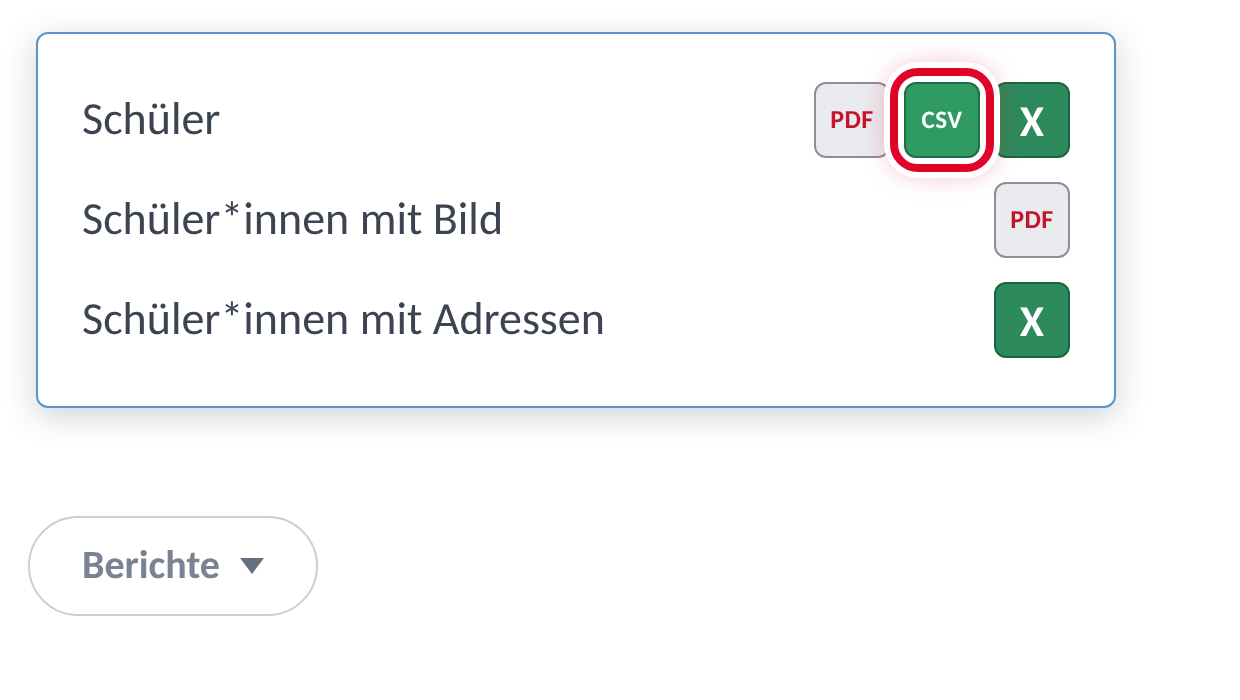 Schüler PDF CSV X
Schüler*innen mit Bild PDF
Schüler*innen mit Adressen X
Berichte